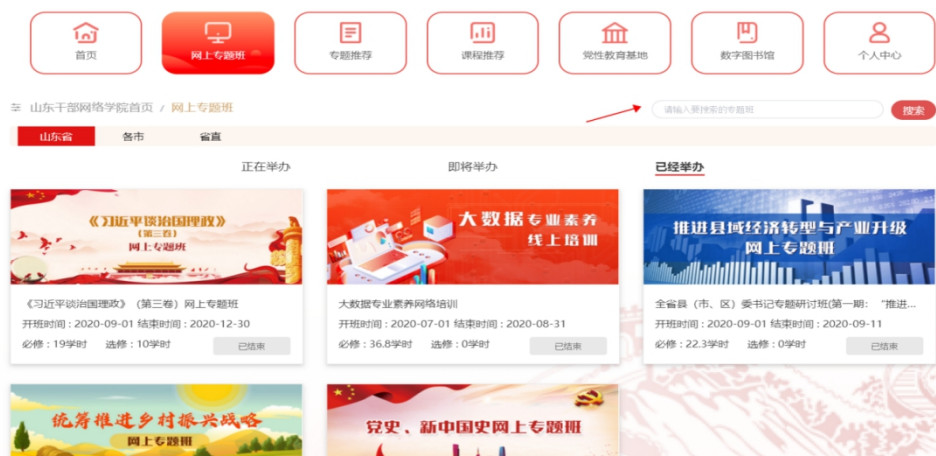 首页
网上专题班
专题推荐
课程推荐
党性教育基地
数字图书馆
个人中心
山东干部网络学院首页 / 网上专题班
请输入要搜索的专题班
搜索
山东省 各市 省直
正在举办 即将举办 已经举办
《习近平谈治国理政》
(第三卷)
网上专题班
大数据专业素养
线上培训
推进县域经济转型与产业升级
网上专题班
《习近平谈治国理政》（第三卷）网上专题班
开班时间：2020-09-01 结束时间：2020-12-30
必修：19学时 选修：10学时 已结束
大数据专业素养网络培训
开班时间：2020-07-01 结束时间：2020-08-31
必修：36.8学时 选修：0学时 已结束
全省县（市、区）委书记专题研讨班(第一期：“推进...
开班时间：2020-09-01 结束时间：2020-09-11
必修：22.3学时 选修：0学时 已结束
统筹推进乡村振兴战略
网上专题班
党史、新中国史网上专题班